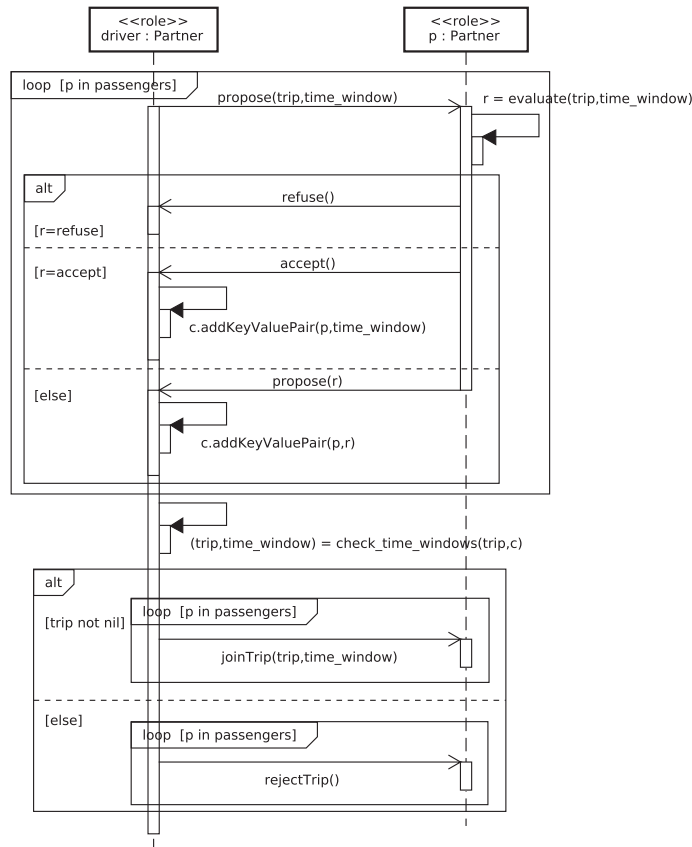 <<role>>
driver : Partner
<<role>>
p : Partner
loop [p in passengers]
propose(trip,time_window)
r = evaluate(trip,time_window)
alt
refuse()
[r=refuse]
[r=accept]
accept()
c.addKeyValuePair(p,time_window)
propose(r)
[else]
c.addKeyValuePair(p,r)
(trip,time_window) = check_time_windows(trip,c)
alt
loop [p in passengers]
[trip not nil]
joinTrip(trip,time_window)
[else]
loop [p in passengers]
rejectTrip()